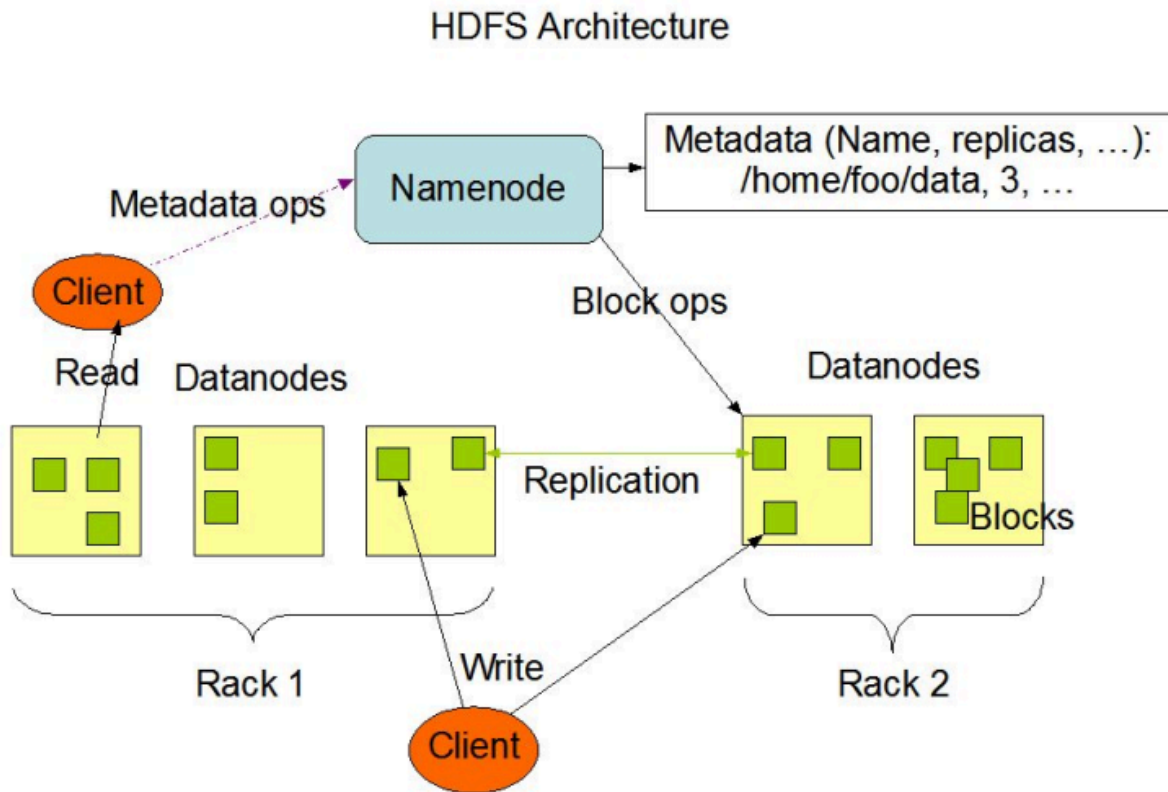 HDFS Architecture
Metadata (Name, replicas, …):
/home/foo/data, 3, …
Namenode
Metadata ops
Client
Block ops
Read
Datanodes
Datanodes
Replication
Blocks
Rack 1
Write
Rack 2
Client